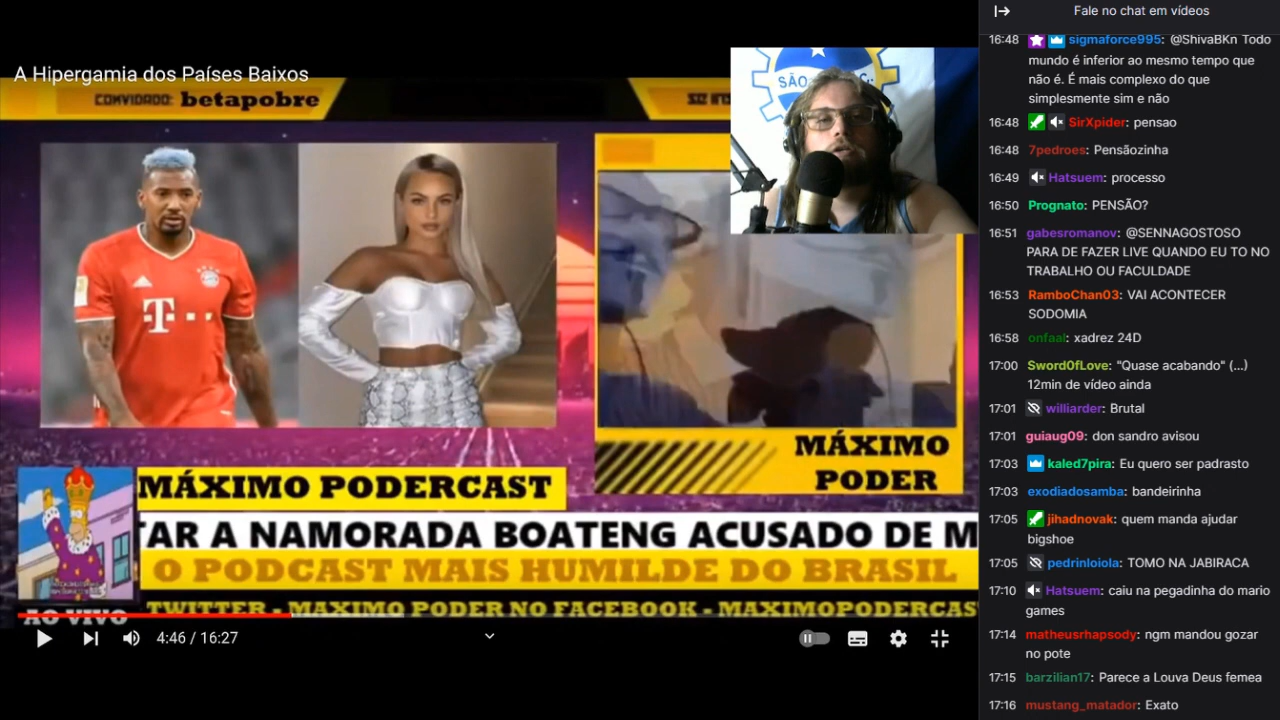 A Hipergamia dos Países Baixos
CONVIDADO: betapobre
SÃO
C.
T
MÁXIMO
PODER
MÁXIMO PODERCAST
TAR A NAMORADA BOATENG ACUSADO DE M
O PODCAST MAIS HUMILDE DO BRASIL
AO VIVO
TWITTER - MAXIMO PODER NO FACEBOOK - MAXIMOPODERCAS
4:46 / 16:27
Fale no chat em vídeos
16:48 sigmaforce995: @ShivaBKn Todo
mundo é inferior ao mesmo tempo que
não é. É mais complexo do que
simplesmente sim e não
16:48 SirXpider: pensao
16:48 7pedroes: Pensãozinha
16:49 Hatsuem: processo
16:50 Prognato: PENSÃO?
16:51 gabesromanov: @SENNAGOSTOSO
PARA DE FAZER LIVE QUANDO EU TO NO
TRABALHO OU FACULDADE
16:53 RamboChan03: VAI ACONTECER
SODOMIA
16:58 onfaal: xadrez 24D
17:00 SwordOfLove: "Quase acabando" (...)
12min de vídeo ainda
17:01 williarder: Brutal
17:01 guiaug09: don sandro avisou
17:03 kaled7pira: Eu quero ser padrasto
17:03 exodiadosamba: bandeirinha
17:05 jihadnovak: quem manda ajudar
bigshoe
17:05 pedrinloiola: TOMO NA JABIRACA
17:10 Hatsuem: caiu na pegadinha do mario
games
17:14 matheusrhapsody: ngm mandou gozar
no pote
17:15 barzilian17: Parece a Louva Deus femea
17:16 mustang_matador: Exato